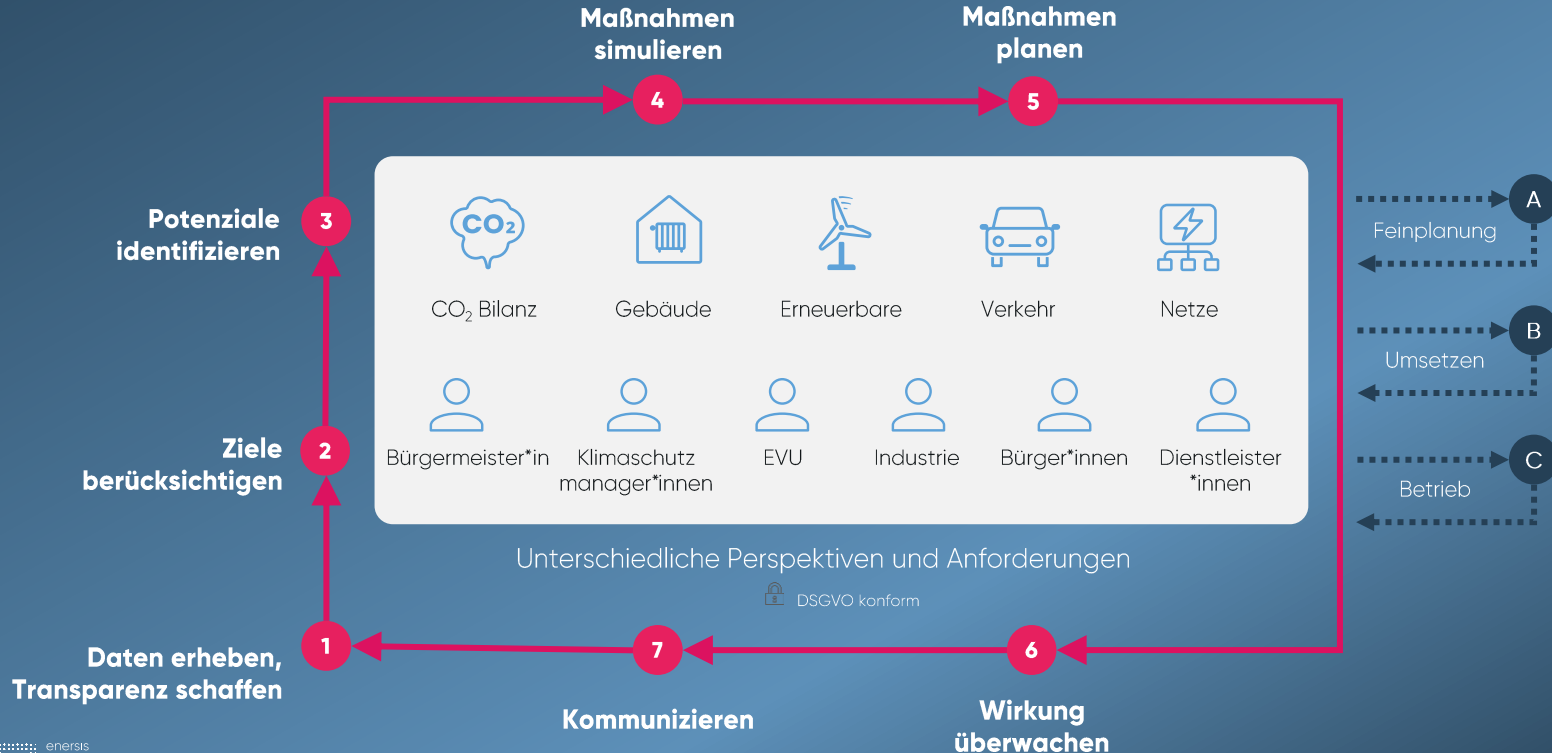 Maßnahmen
simulieren
Maßnahmen
planen
4
5
Potenziale
identifizieren
3
CO2
CO₂ Bilanz
Gebäude
Erneuerbare
Verkehr
Netze
A
Feinplanung
B
Umsetzen
Ziele
berücksichtigen
2
Bürgermeister*in
Klimaschutz
manager*innen
EVU
Industrie
Bürger*innen
Dienstleister
*innen
C
Betrieb
Unterschiedliche Perspektiven und Anforderungen
DSGVO konform
Daten erheben,
Transparenz schaffen
1
7
6
Kommunizieren
Wirkung
überwachen
enersis